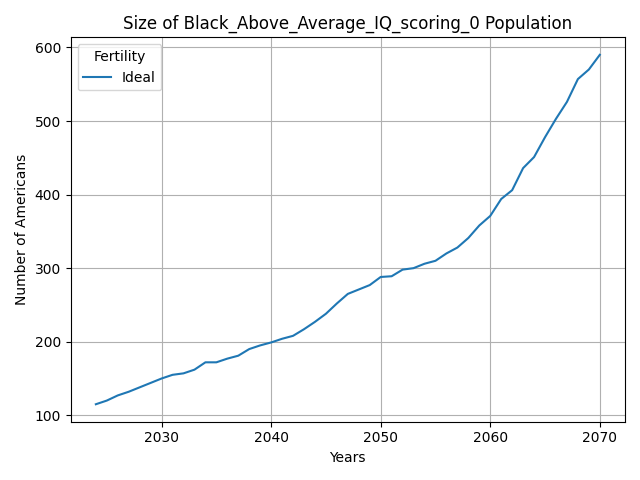 Size of Black_Above_Average_IQ_scoring_0 Population
Fertility
Ideal
Number of Americans
600
500
400
300
200
100
2030 2040 2050 2060 2070
Years